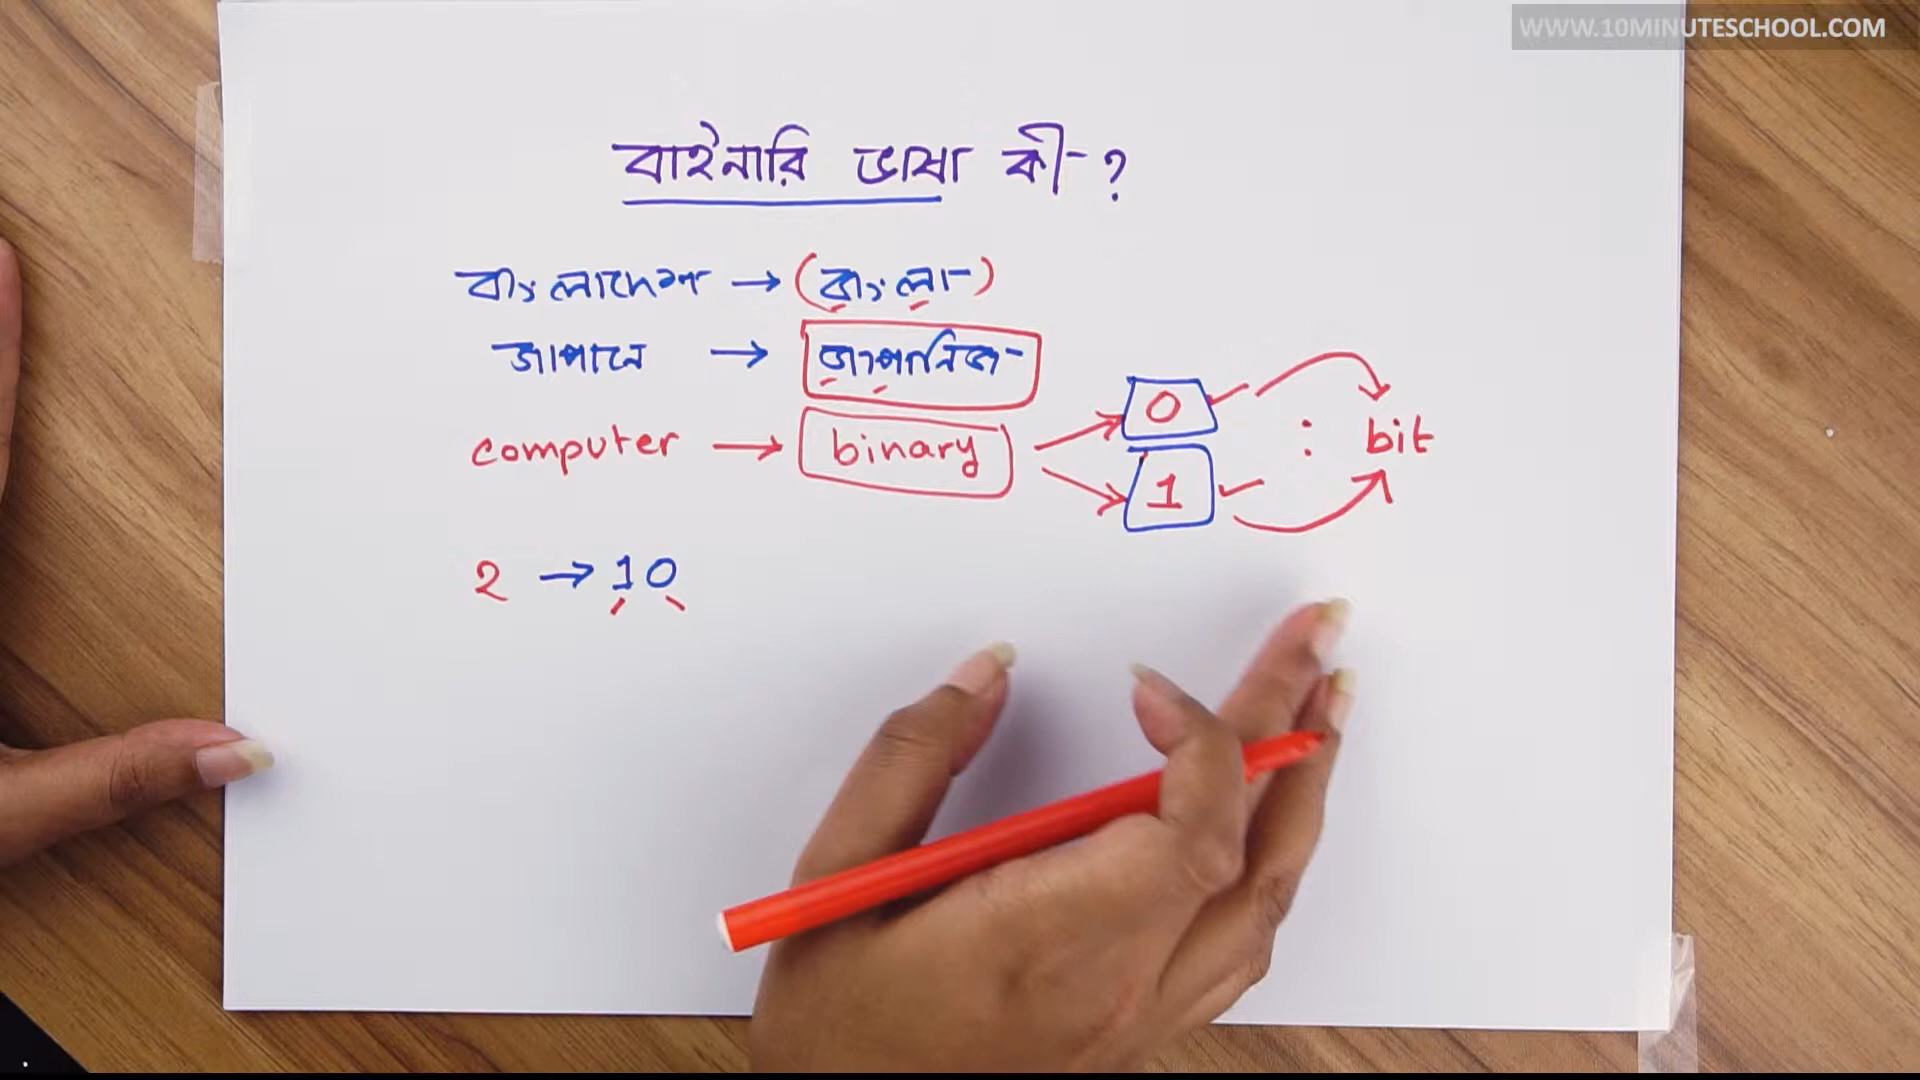 WWW.10MINUTESCHOOL.COM
বাইনারি ভাষা কী ?
বাংলাদেশ → (বাংলা)
জাপানে → জাপানিজ
computer → binary 0 1 : bit
2 → 10